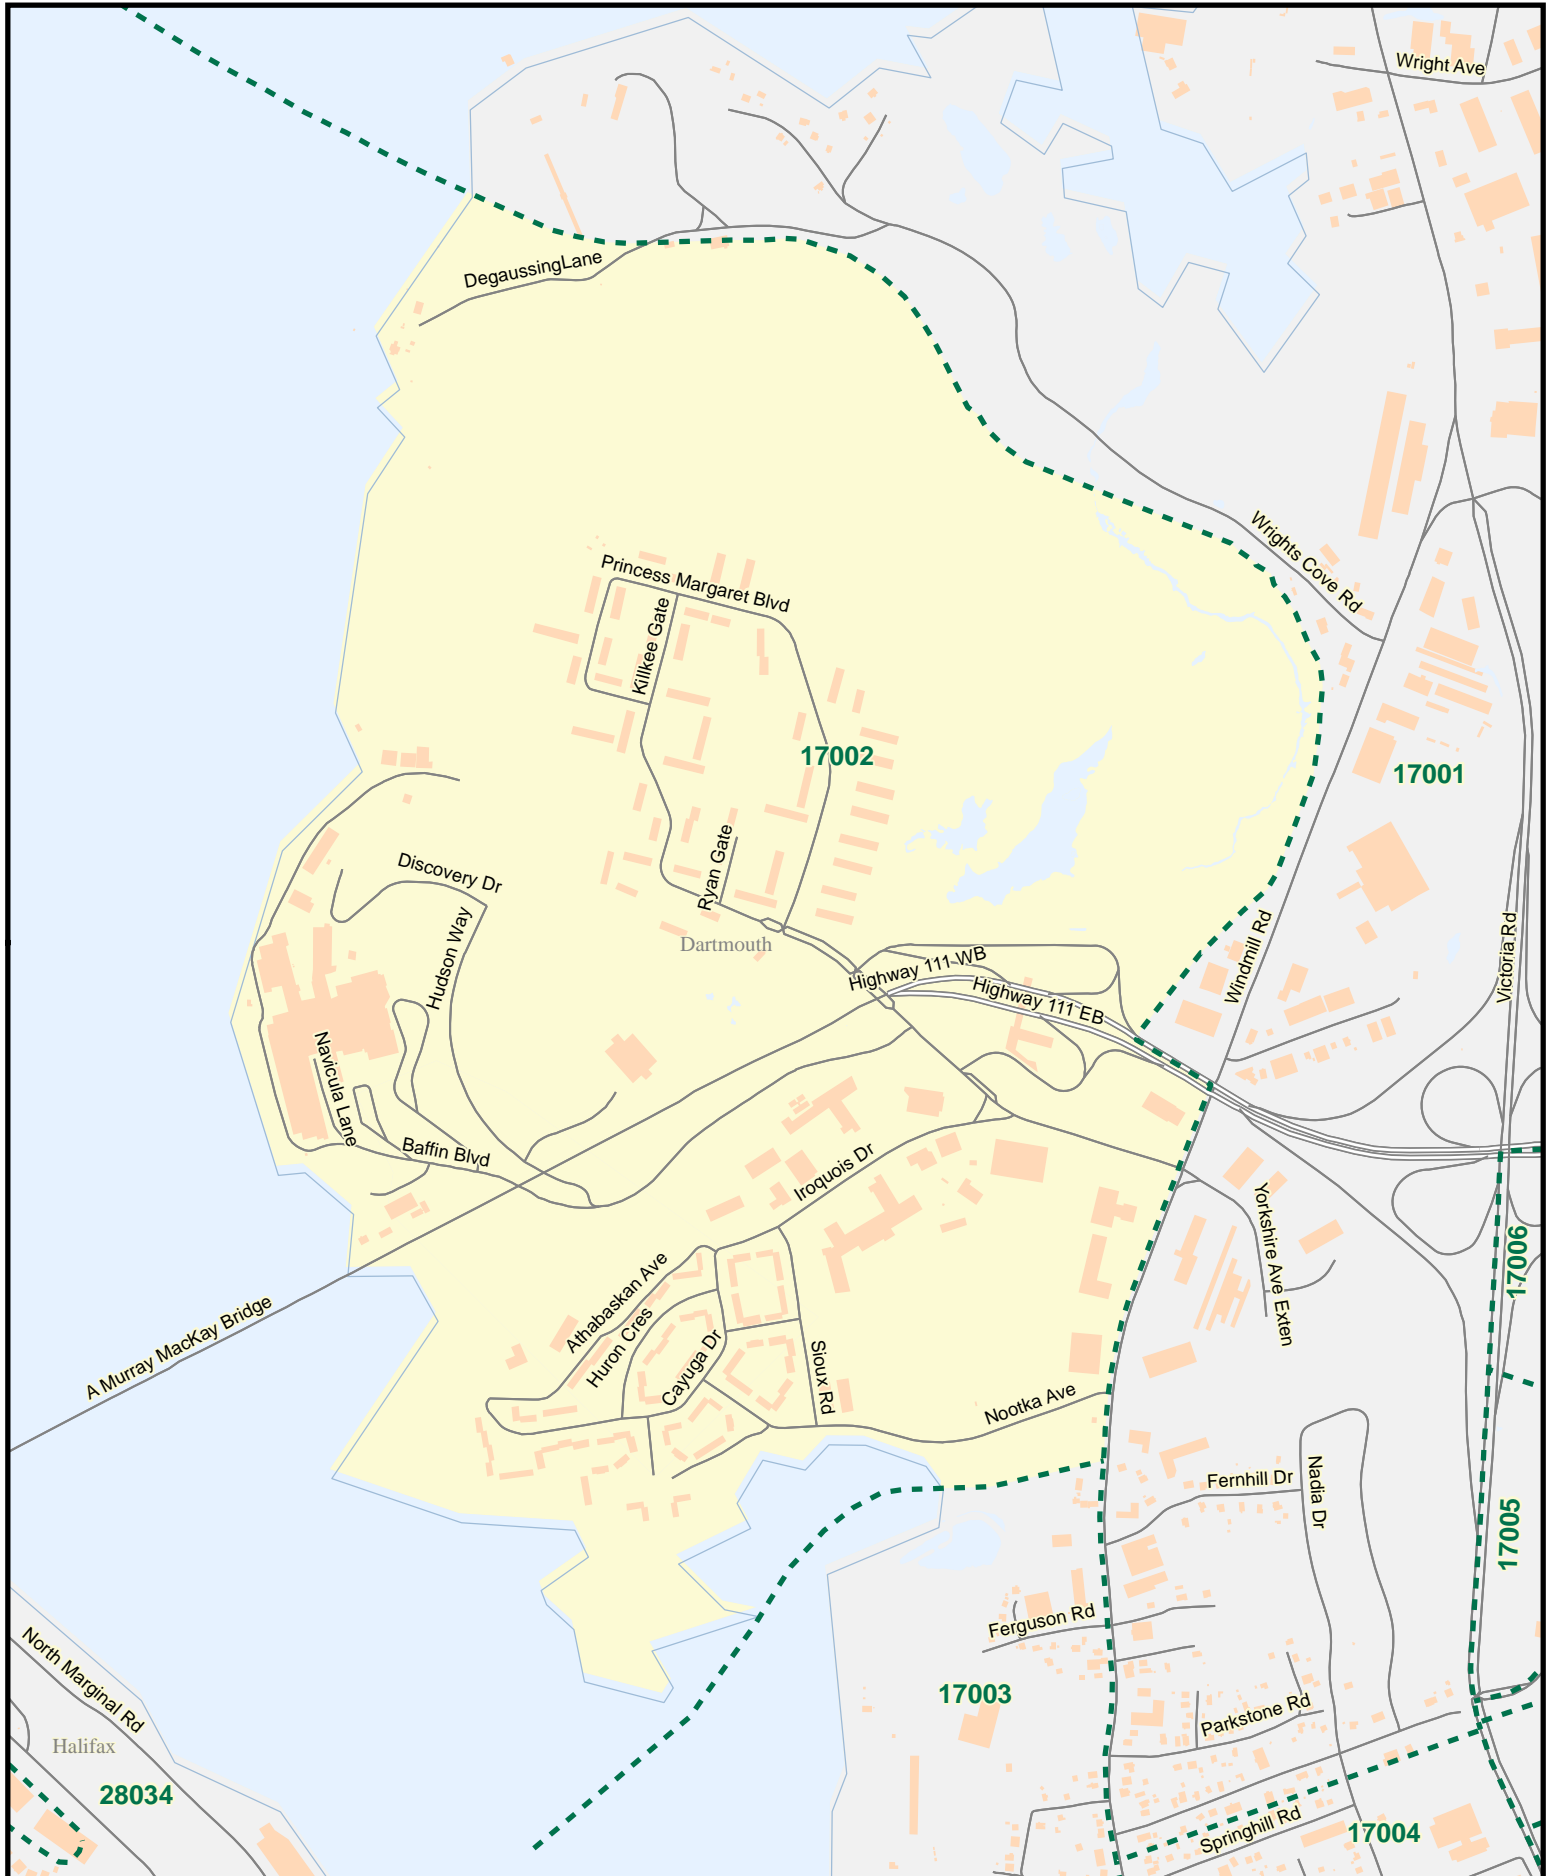 Wright Ave
DegaussingLane
Wrights Cove Rd
Princess Margaret Blvd
Killkee Gate
17002
17001
Ryan Gate
Discovery Dr
Hudson Way
Dartmouth
Windmill Rd
Victoria Rd
Highway 111 WB
Highway 111 EB
Navicula Lane
Baffin Blvd
Iroquois Dr
Yorkshire Ave Exten
17006
Athabaskan Ave
A Murray MacKay Bridge
Huron Cres
Cayuga Dr
Sioux Rd
Nootka Ave
Fernhill Dr
Nadia Dr
17005
Ferguson Rd
North Marginal Rd
17003
Parkstone Rd
Halifax
28034
Springhill Rd
17004